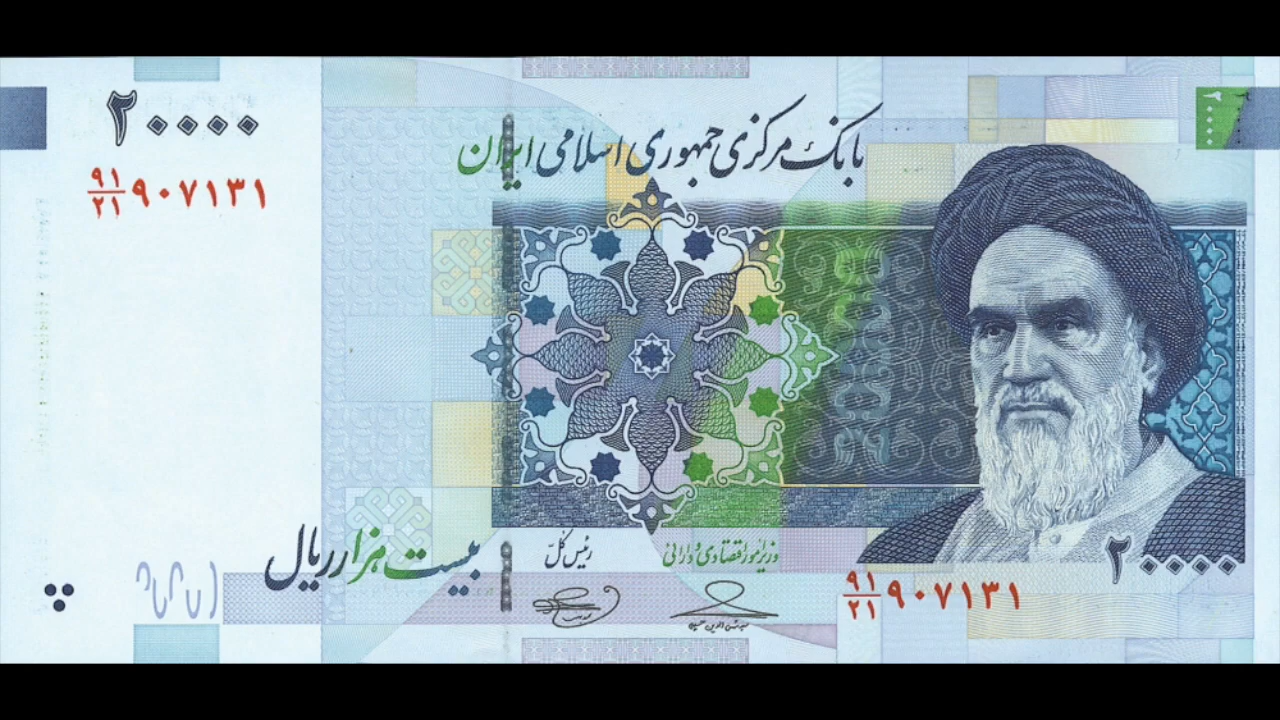 ۲۰۰۰۰
بانک مرکزی جمهوری اسلامی ایران
۹۱/۲۱ ۹۰۷۱۳۱
بیست هزار ریال
رئیس کل
وزیر امور اقتصادی و دارائی
۲۰۰۰۰
۹۱/۲۱ ۹۰۷۱۳۱